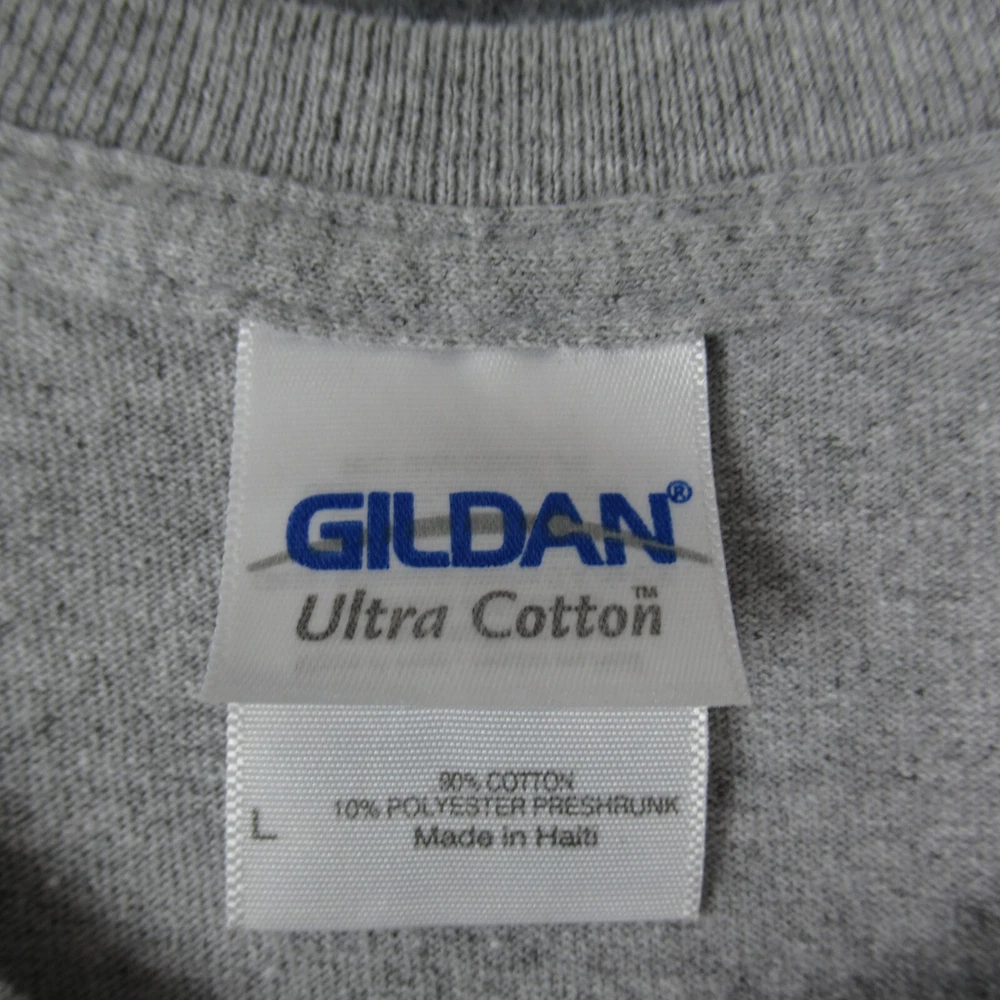 GILDAN®
Ultra Cotton™
90% COTTON
10% POLYESTER PRESHRUNK
L
Made in Haiti